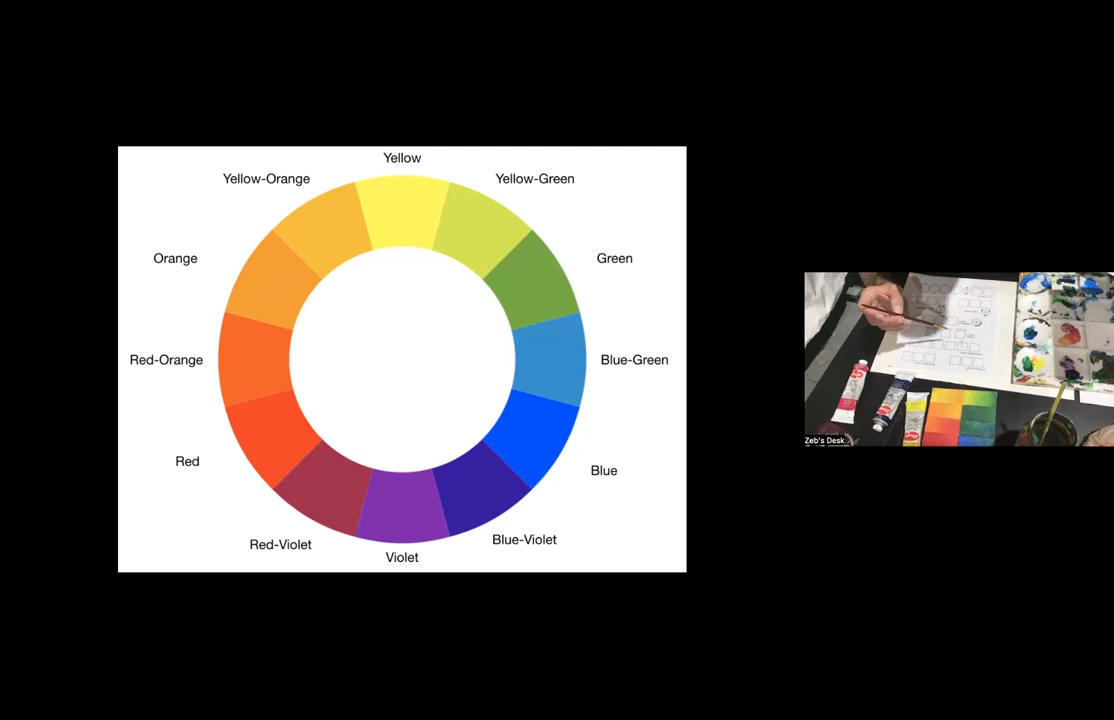 Yellow
Yellow-Orange
Yellow-Green
Orange
Green
Red-Orange
Blue-Green
Red
Blue
Red-Violet
Blue-Violet
Violet
Zeb's Desk